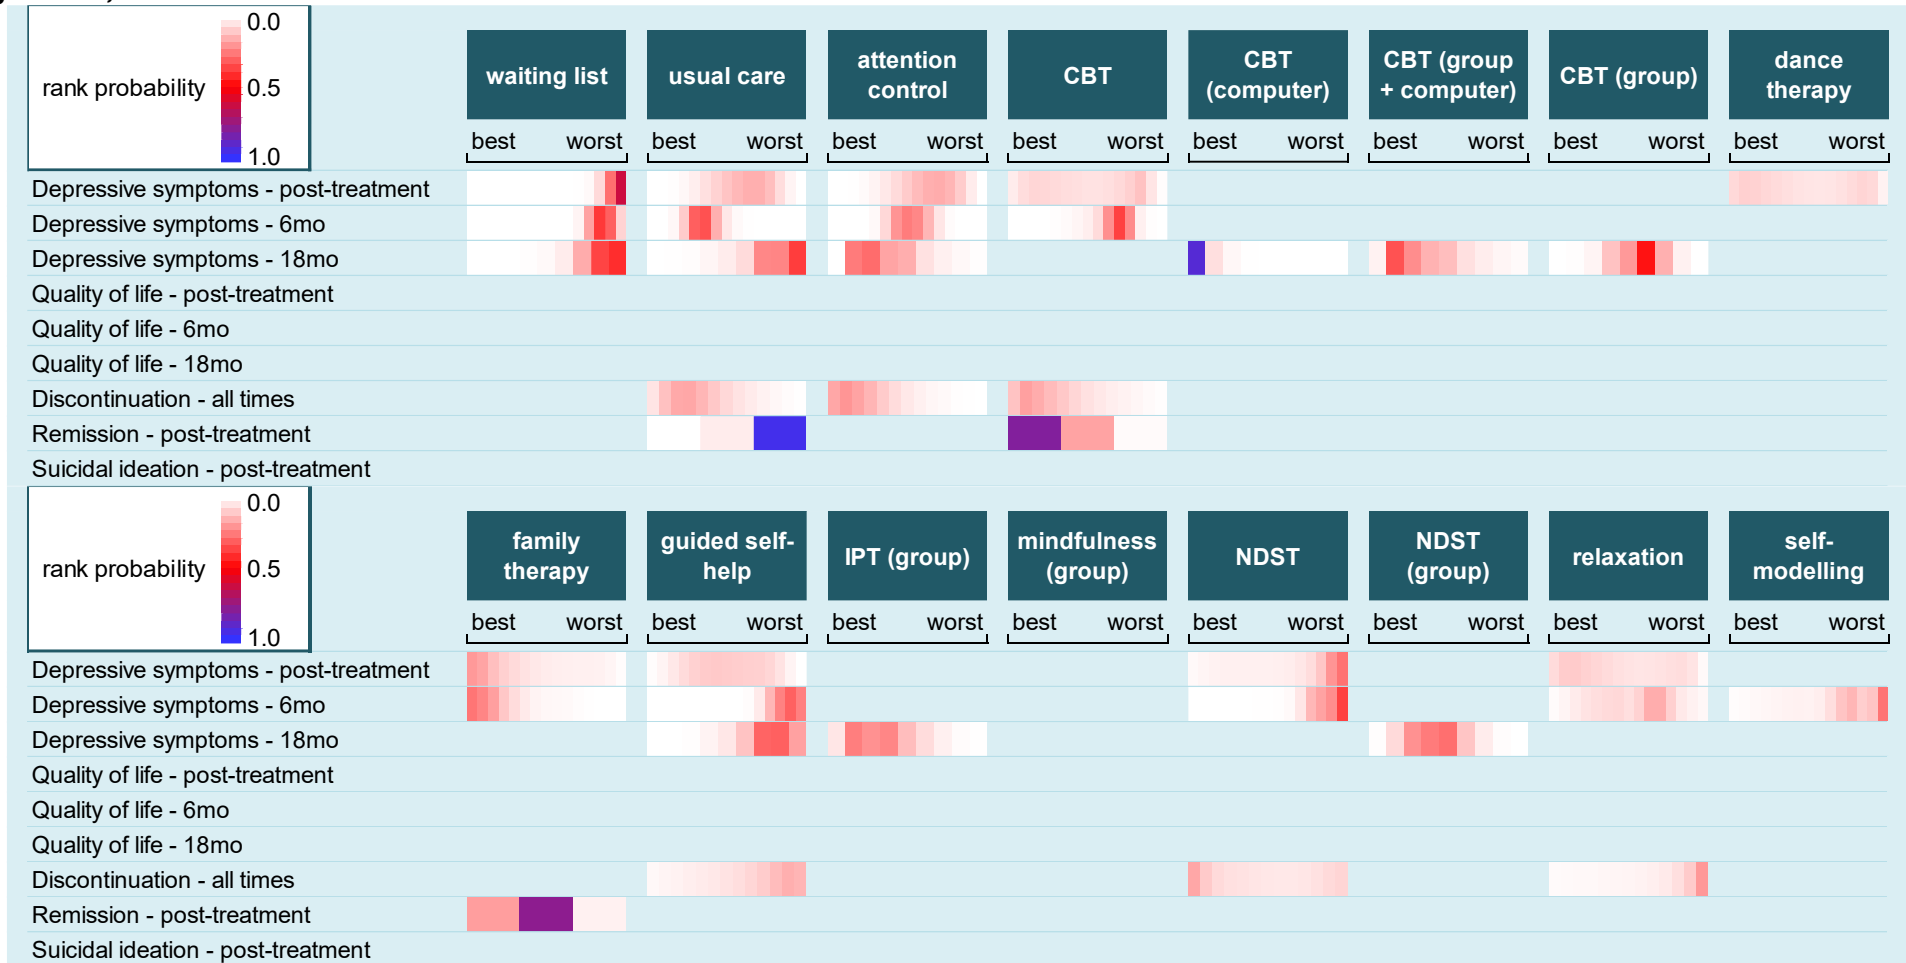 0.0
rank probability
0.5
1.0
waiting list
usual care
attention
control
CBT
CBT
(computer)
CBT (group
+ computer)
CBT (group)
dance
therapy
best worst best worst best worst best worst best worst best worst best worst best worst
Depressive symptoms - post-treatment
Depressive symptoms - 6mo
Depressive symptoms - 18mo
Quality of life - post-treatment
Quality of life - 6mo
Quality of life - 18mo
Discontinuation - all times
Remission - post-treatment
Suicidal ideation - post-treatment
0.0
rank probability
0.5
1.0
family
therapy
guided self-
help
IPT (group)
mindfulness
(group)
NDST
NDST
(group)
relaxation
self-
modelling
best worst best worst best worst best worst best worst best worst best worst best worst
Depressive symptoms - post-treatment
Depressive symptoms - 6mo
Depressive symptoms - 18mo
Quality of life - post-treatment
Quality of life - 6mo
Quality of life - 18mo
Discontinuation - all times
Remission - post-treatment
Suicidal ideation - post-treatment